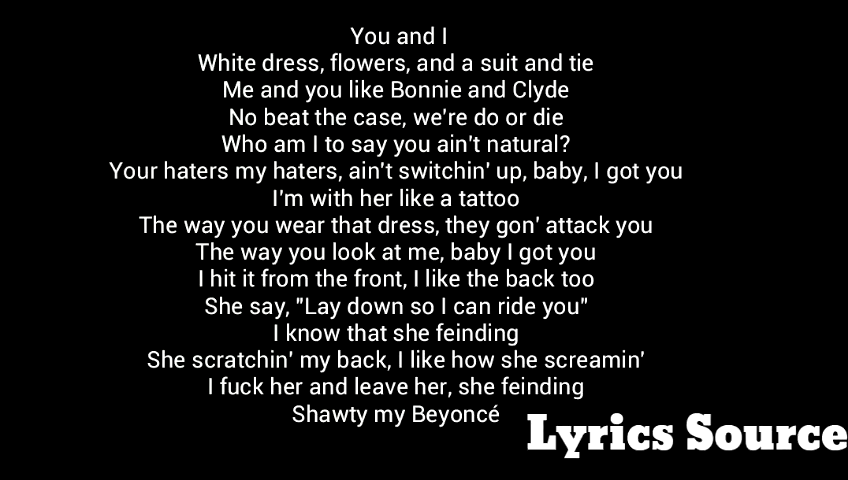 You and I
White dress, flowers, and a suit and tie
Me and you like Bonnie and Clyde
No beat the case, we're do or die
Who am I to say you ain't natural?
Your haters my haters, ain't switchin' up, baby, I got you
I'm with her like a tattoo
The way you wear that dress, they gon' attack you
The way you look at me, baby I got you
I hit it from the front, I like the back too
She say, "Lay down so I can ride you"
I know that she feinding
She scratchin' my back, I like how she screamin'
I fuck her and leave her, she feinding
Shawty my Beyoncé
Lyrics Source